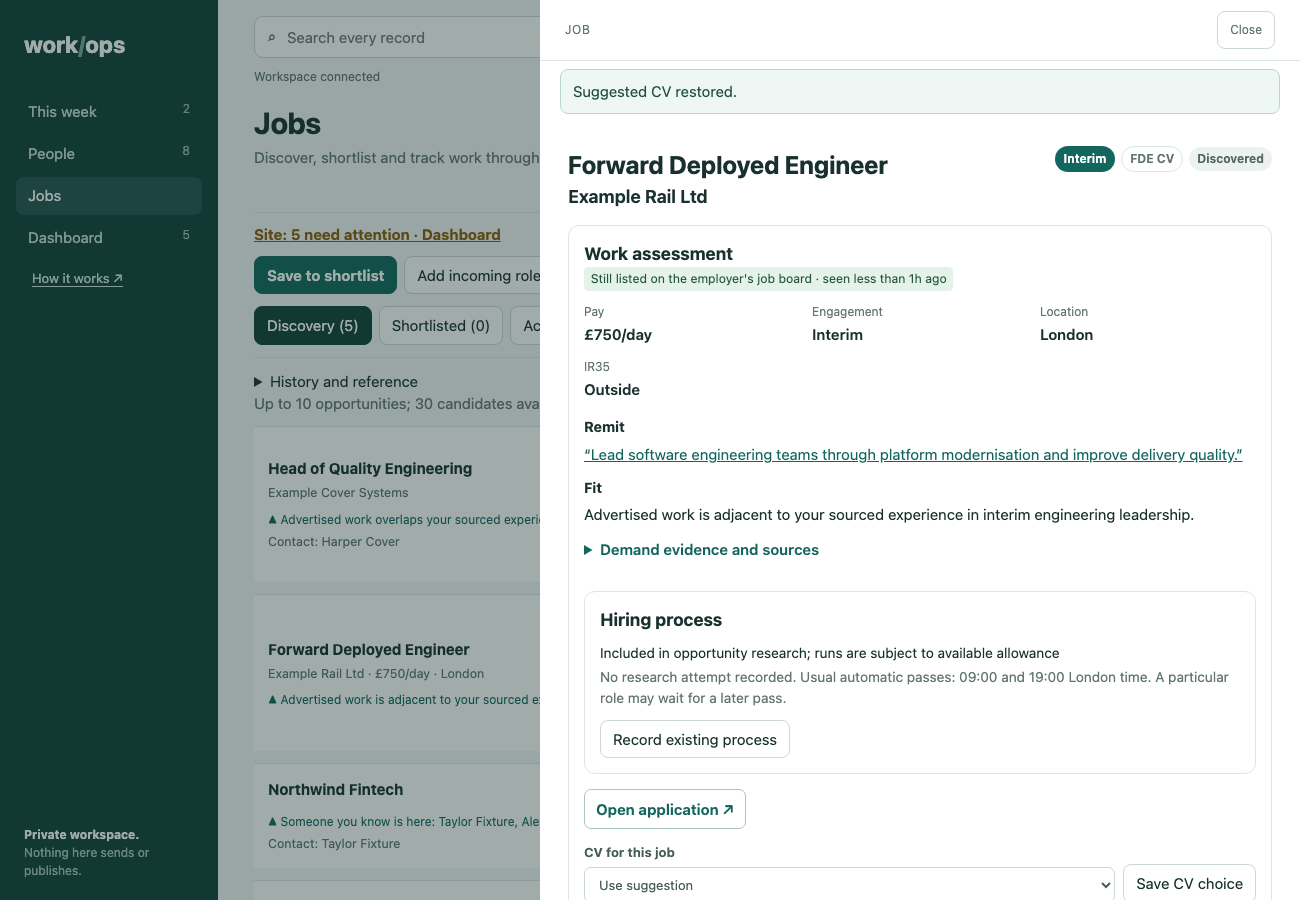 work/ops
This week 2
People 8
Jobs
Dashboard 5
How it works ↗
Private workspace.
Nothing here sends or
publishes.
Search every record
Workspace connected
Jobs
Discover, shortlist and track work through
Site: 5 need attention · Dashboard
Save to shortlist
Add incoming role
Discovery (5)
Shortlisted (0)
Ac
▶ History and reference
Up to 10 opportunities; 30 candidates ava
Head of Quality Engineering
Example Cover Systems
▲ Advertised work overlaps your sourced experi
Contact: Harper Cover
Forward Deployed Engineer
Example Rail Ltd · £750/day · London
▲ Advertised work is adjacent to your sourced e
Northwind Fintech
▲ Someone you know is here: Taylor Fixture, Ale
Contact: Taylor Fixture
JOB
Close
Suggested CV restored.
Forward Deployed Engineer
Interim
FDE CV
Discovered
Example Rail Ltd
Work assessment
Still listed on the employer's job board · seen less than 1h ago
Pay
£750/day
Engagement
Interim
Location
London
IR35
Outside
Remit
“Lead software engineering teams through platform modernisation and improve delivery quality.”
Fit
Advertised work is adjacent to your sourced experience in interim engineering leadership.
▶ Demand evidence and sources
Hiring process
Included in opportunity research; runs are subject to available allowance
No research attempt recorded. Usual automatic passes: 09:00 and 19:00 London time. A particular
role may wait for a later pass.
Record existing process
Open application ↗
CV for this job
Use suggestion
Save CV choice